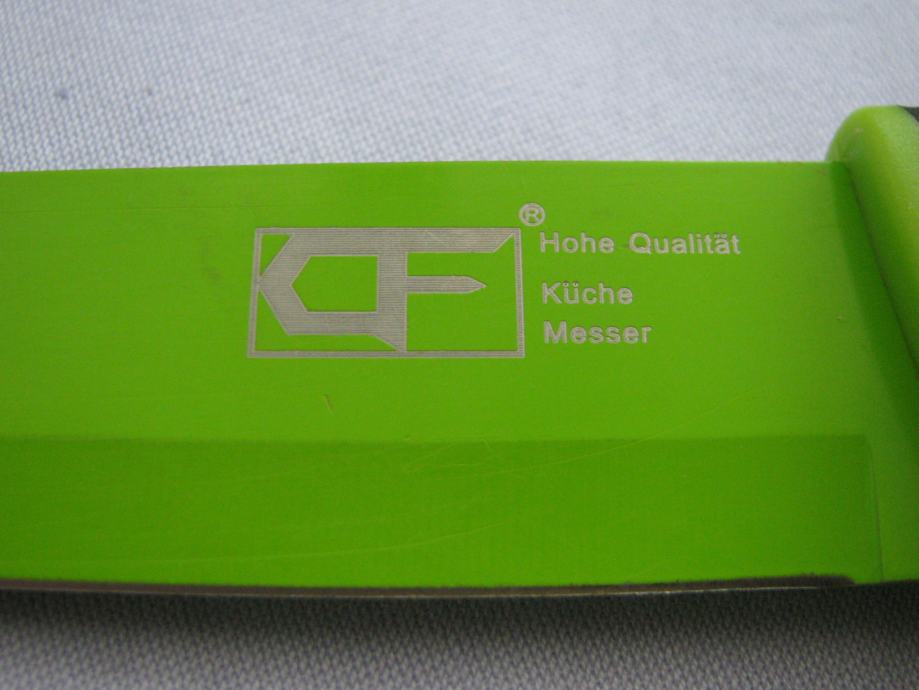 ®
Hohe Qualität
Küche
Messer